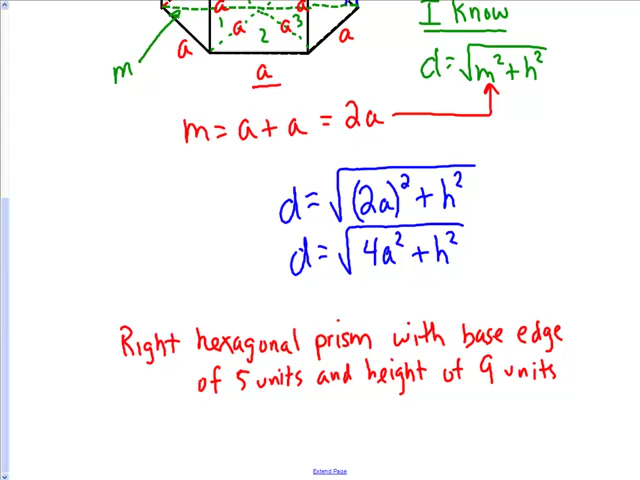 I Know
a a
1 a a 3
a 2 a
m a
d = √m² + h²
m = a + a = 2a
d = √(2a)² + h²
d = √4a² + h²
Right hexagonal prism with base edge
of 5 units and height of 9 units
Extend Page